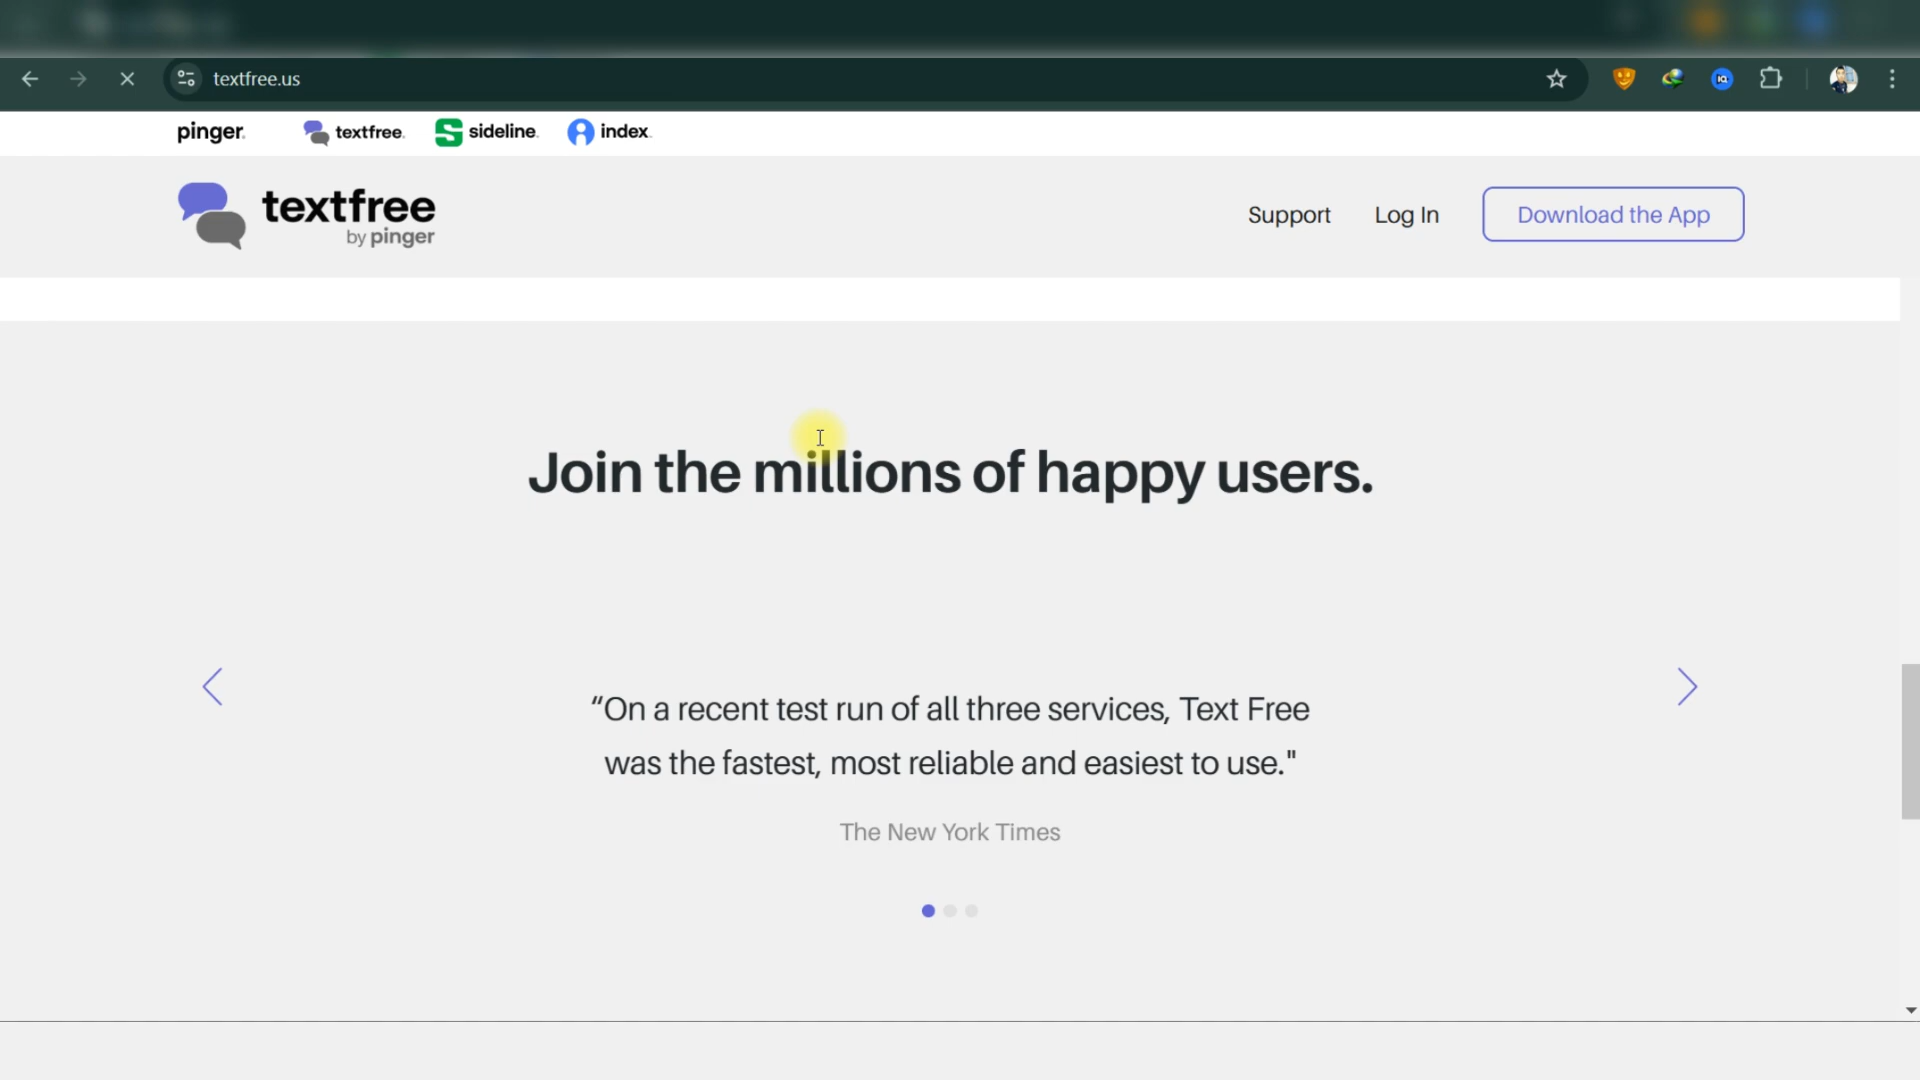 textfree.us
pinger.
textfree.
sideline.
index.
textfree
by pinger
Support
Log In
Download the App
Join the millions of happy users.
“On a recent test run of all three services, Text Free
was the fastest, most reliable and easiest to use."
The New York Times